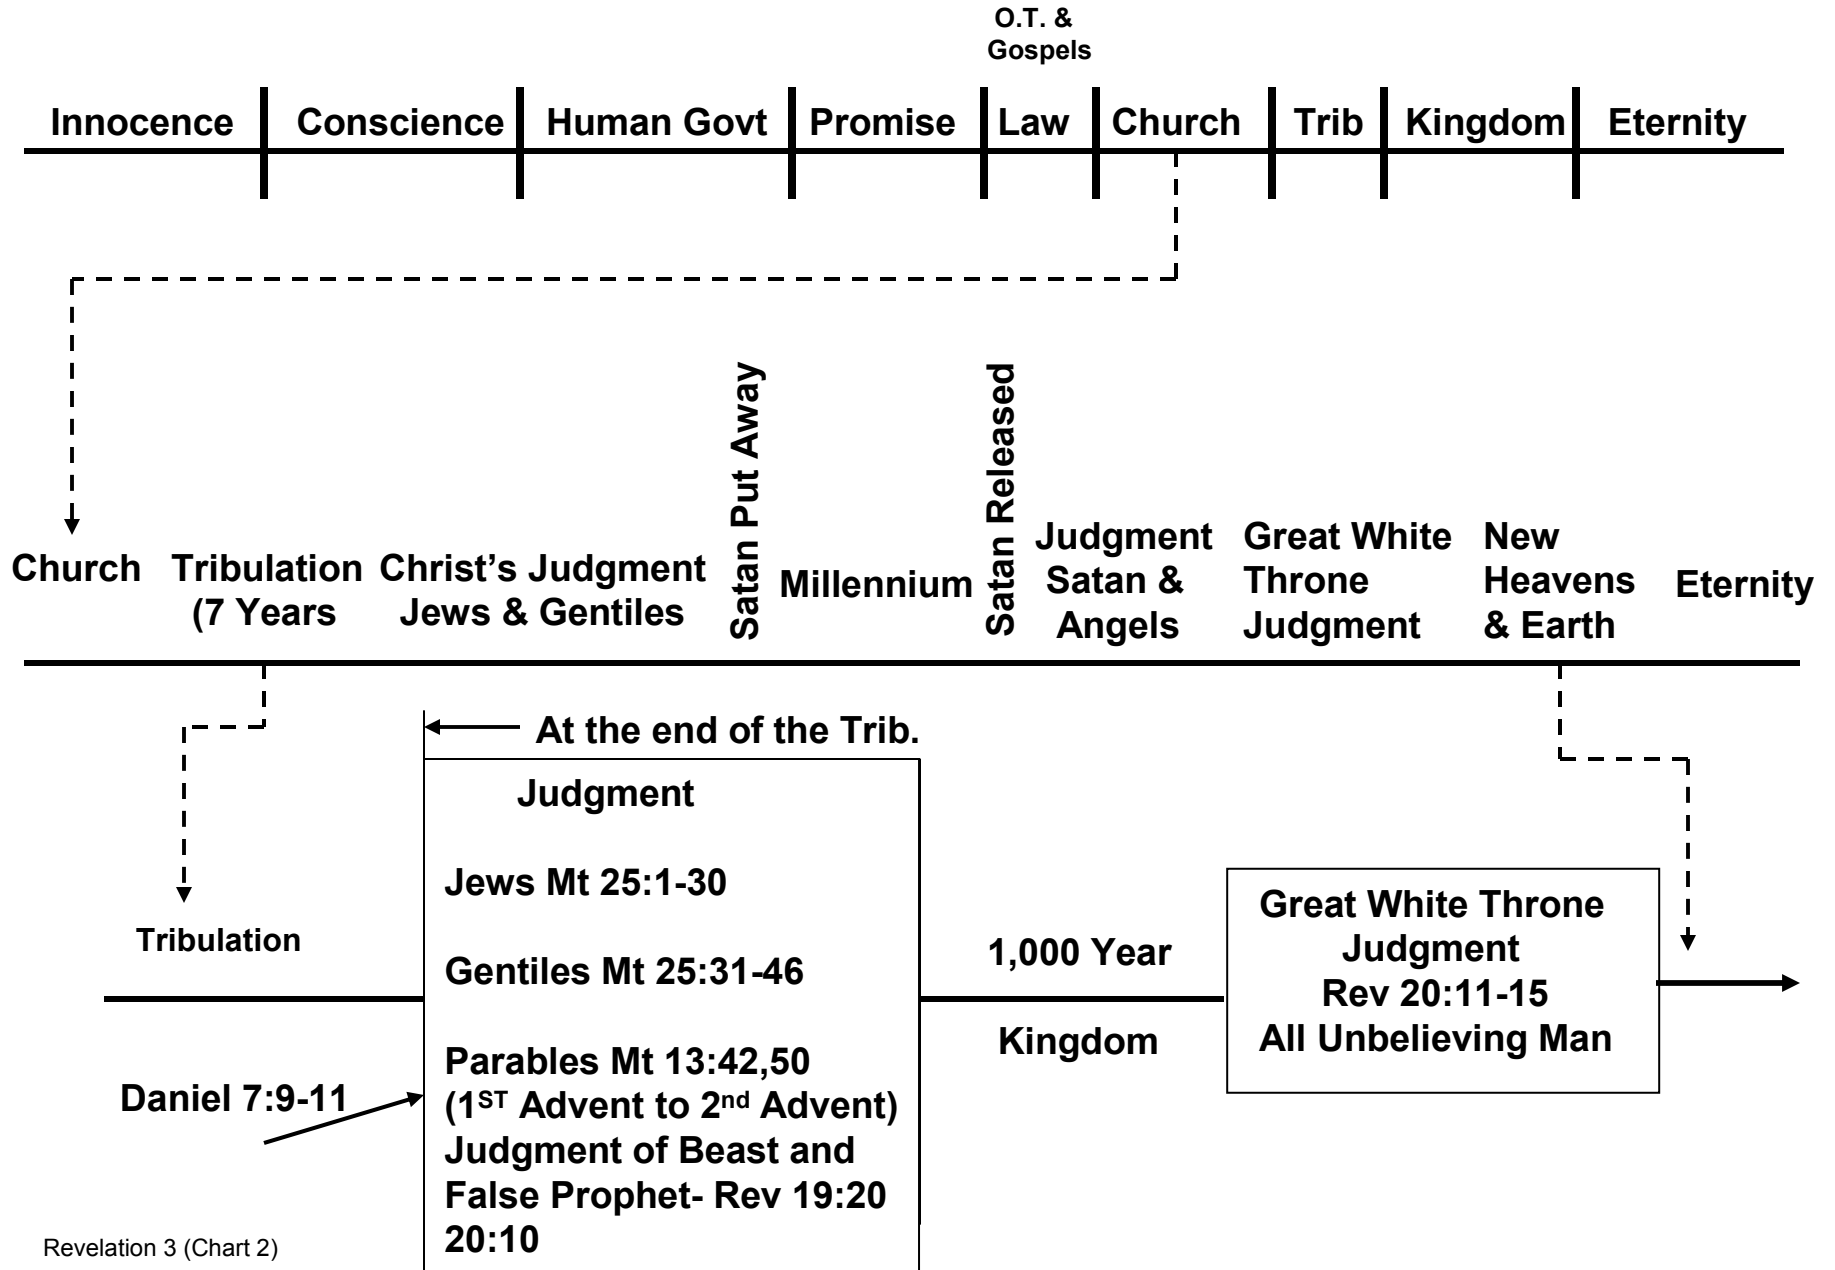 O.T. &
Gospels
Innocence Conscience Human Govt Promise Law Church Trib Kingdom Eternity
Church
Tribulation
(7 Years
Christ’s Judgment
Jews & Gentiles
Satan Put Away
Millennium
Satan Released
Judgment
Satan &
Angels
Great White
Throne
Judgment
New
Heavens
& Earth
Eternity
At the end of the Trib.
Tribulation
Daniel 7:9-11
Judgment
Jews Mt 25:1-30
Gentiles Mt 25:31-46
Parables Mt 13:42,50
(1ST Advent to 2nd Advent)
Judgment of Beast and
False Prophet- Rev 19:20
20:10
1,000 Year
Kingdom
Great White Throne
Judgment
Rev 20:11-15
All Unbelieving Man
Revelation 3 (Chart 2)